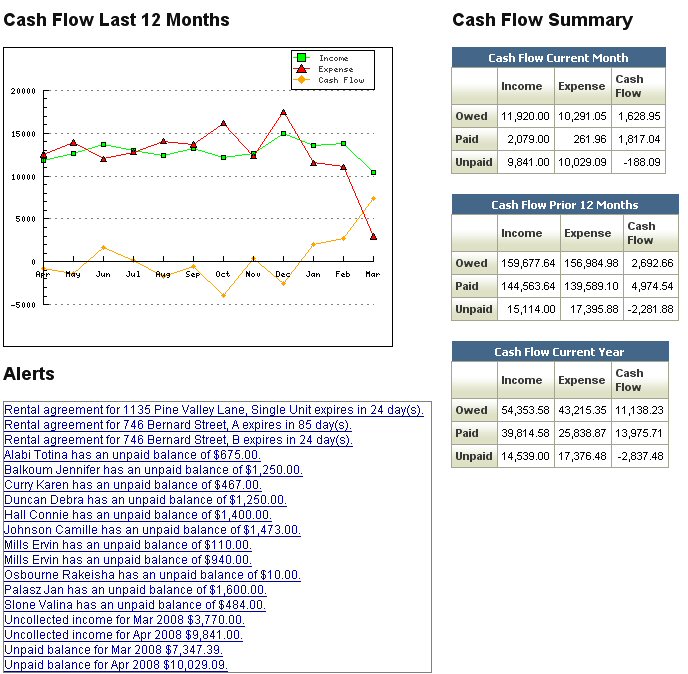 Cash Flow Last 12 Months
Income
Expense
Cash Flow
20000
15000
10000
5000
0
-5000
Apr May Jun Jul Aug Sep Oct Nov Dec Jan Feb Mar
Alerts
Rental agreement for 1135 Pine Valley Lane, Single Unit expires in 24 day(s).
Rental agreement for 746 Bernard Street, A expires in 85 day(s).
Rental agreement for 746 Bernard Street, B expires in 24 day(s).
Alabi Totina has an unpaid balance of $675.00.
Balkoum Jennifer has an unpaid balance of $1,250.00.
Curry Karen has an unpaid balance of $467.00.
Duncan Debra has an unpaid balance of $1,250.00.
Hall Connie has an unpaid balance of $1,400.00.
Johnson Camille has an unpaid balance of $1,473.00.
Mills Ervin has an unpaid balance of $110.00.
Mills Ervin has an unpaid balance of $940.00.
Osbourne Rakeisha has an unpaid balance of $10.00.
Palasz Jan has an unpaid balance of $1,600.00.
Slone Valina has an unpaid balance of $484.00.
Uncollected income for Mar 2008 $3,770.00.
Uncollected income for Apr 2008 $9,841.00.
Unpaid balance for Mar 2008 $7,347.39.
Unpaid balance for Apr 2008 $10,029.09.
Cash Flow Summary
Cash Flow Current Month
Income Expense Cash
Flow
Owed 11,920.00 10,291.05 1,628.95
Paid 2,079.00 261.96 1,817.04
Unpaid 9,841.00 10,029.09 -188.09
Cash Flow Prior 12 Months
Income Expense Cash
Flow
Owed 159,677.64 156,984.98 2,692.66
Paid 144,563.64 139,589.10 4,974.54
Unpaid 15,114.00 17,395.88 -2,281.88
Cash Flow Current Year
Income Expense Cash
Flow
Owed 54,353.58 43,215.35 11,138.23
Paid 39,814.58 25,838.87 13,975.71
Unpaid 14,539.00 17,376.48 -2,837.48